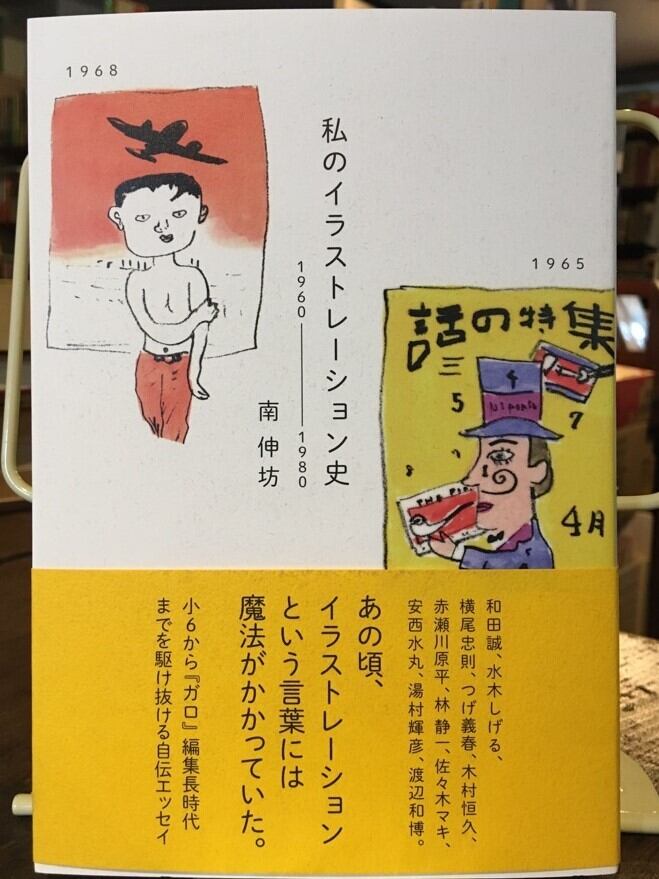 1968
私のイラストレーション史
1960——1980
南 伸坊
1965
話の特集
三
4
5
7
4月
和田誠、水木しげる、
横尾忠則、つげ義春、木村恒久、
赤瀬川原平、林 静一、佐々木マキ、
安西水丸、湯村輝彦、渡辺和博。
あの頃、
イラストレーション
という言葉には
魔法がかかっていた。
小6から『ガロ』編集長時代
までを駆け抜ける自伝エッセイ